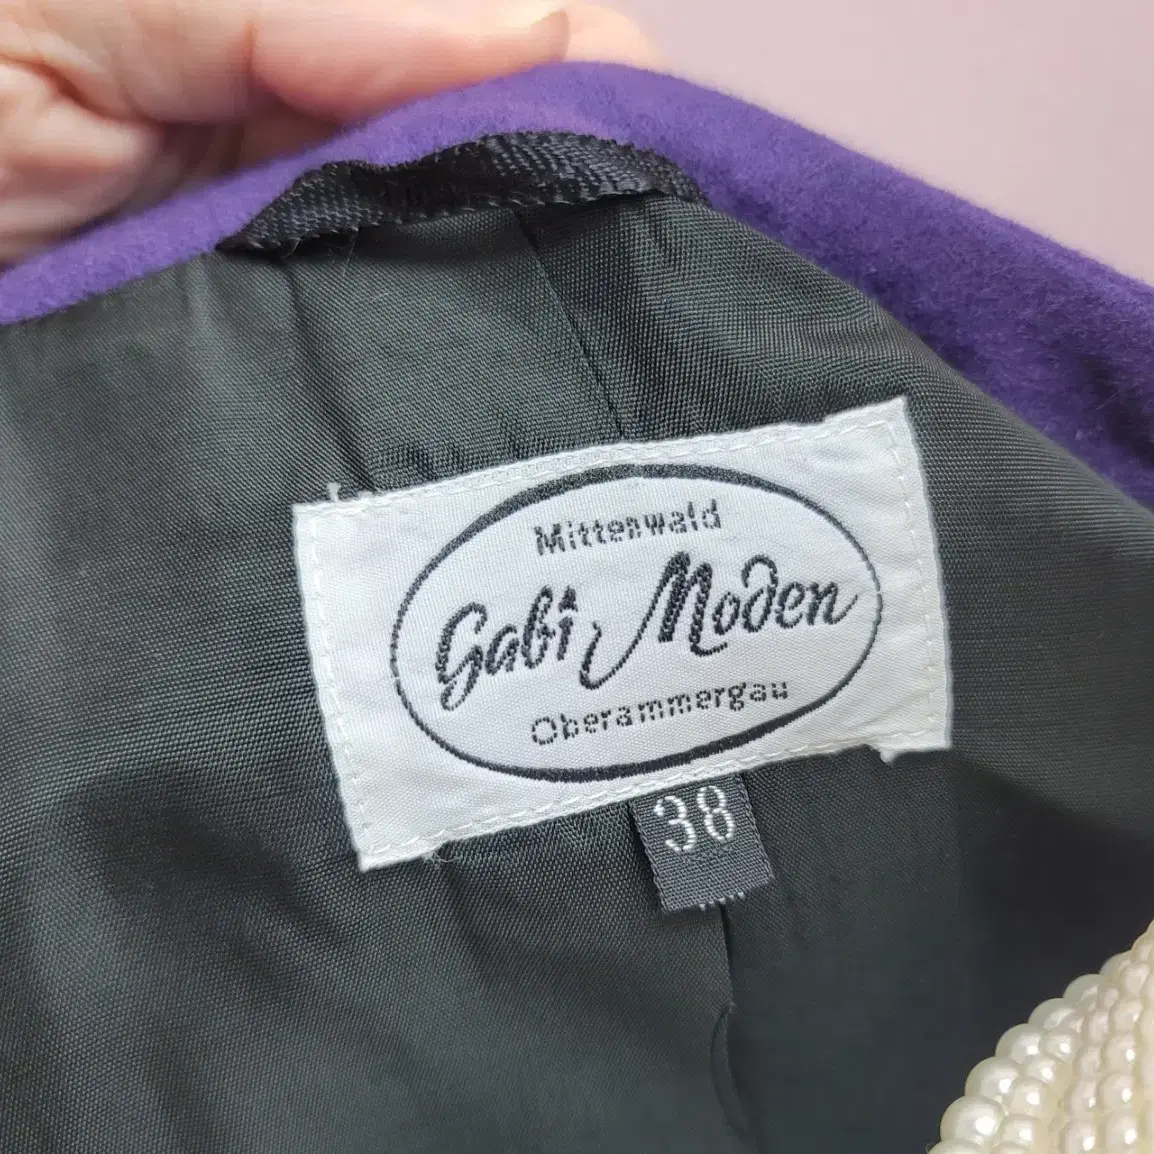 Mittenwald
Gabi Moden
Oberammergau
38